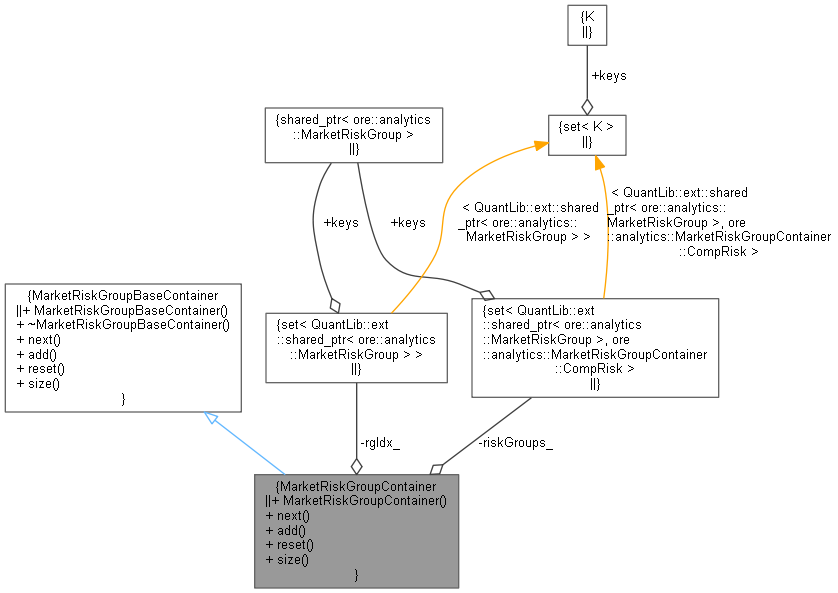 {K
||}
+keys
{shared_ptr< ore::analytics
::MarketRiskGroup >
||}
{set< K >
||}
+keys
+keys
< QuantLib::ext::shared
_ptr< ore::analytics::
MarketRiskGroup > >
< QuantLib::ext::shared
_ptr< ore::analytics::
MarketRiskGroup >, ore
::analytics::MarketRiskGroupContainer
::CompRisk >
{MarketRiskGroupBaseContainer
||+ MarketRiskGroupBaseContainer()
+ ~MarketRiskGroupBaseContainer()
+ next()
+ add()
+ reset()
+ size()
}
{set< QuantLib::ext
::shared_ptr< ore::analytics
::MarketRiskGroup > >
||}
{set< QuantLib::ext
::shared_ptr< ore::analytics
::MarketRiskGroup >, ore
::analytics::MarketRiskGroupContainer
::CompRisk >
||}
-rgIdx_
-riskGroups_
{MarketRiskGroupContainer
||+ MarketRiskGroupContainer()
+ next()
+ add()
+ reset()
+ size()
}